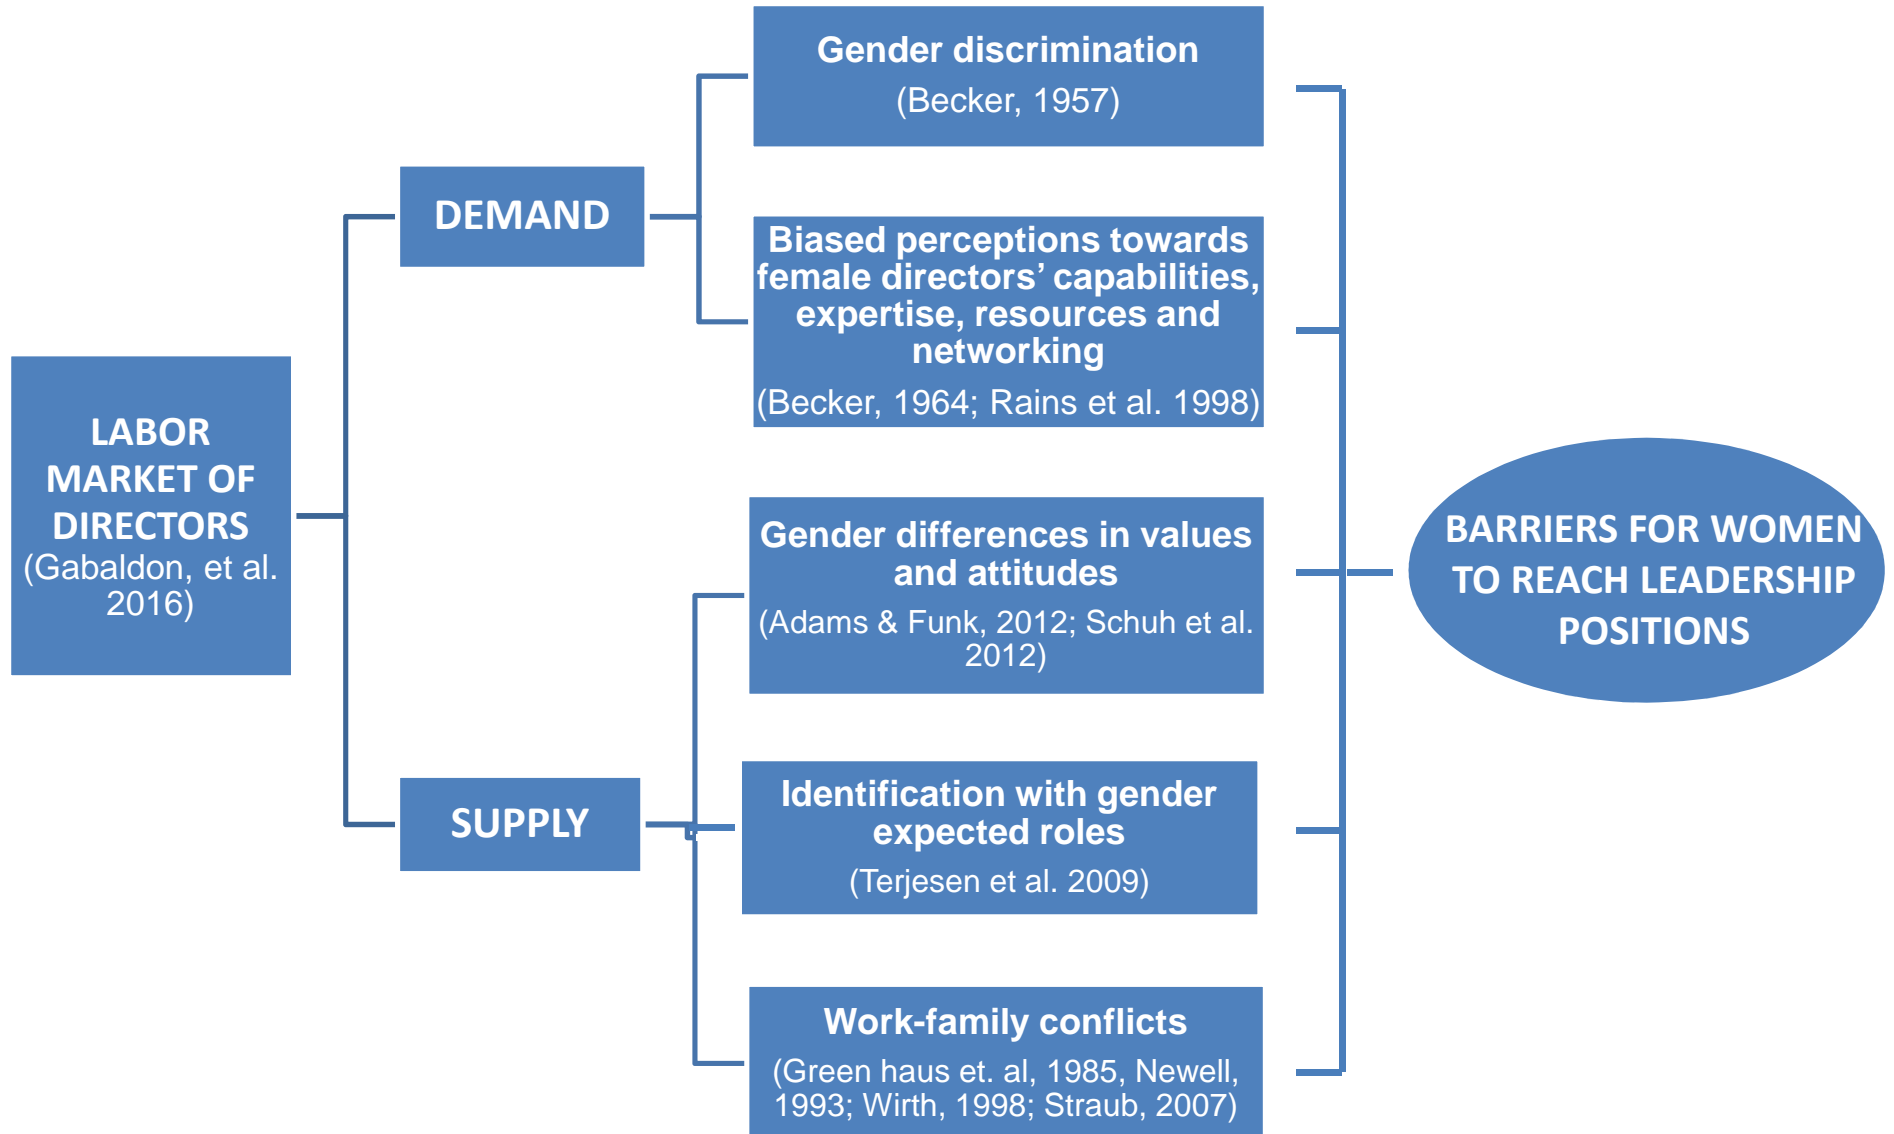 LABOR
MARKET OF
DIRECTORS
(Gabaldon, et al.
2016)
DEMAND
Gender discrimination
(Becker, 1957)
Biased perceptions towards
female directors’ capabilities,
expertise, resources and
networking
(Becker, 1964; Rains et al. 1998)
SUPPLY
Gender differences in values
and attitudes
(Adams & Funk, 2012; Schuh et al.
2012)
Identification with gender
expected roles
(Terjesen et al. 2009)
Work-family conflicts
(Green haus et. al, 1985, Newell,
1993; Wirth, 1998; Straub, 2007)
BARRIERS FOR WOMEN
TO REACH LEADERSHIP
POSITIONS